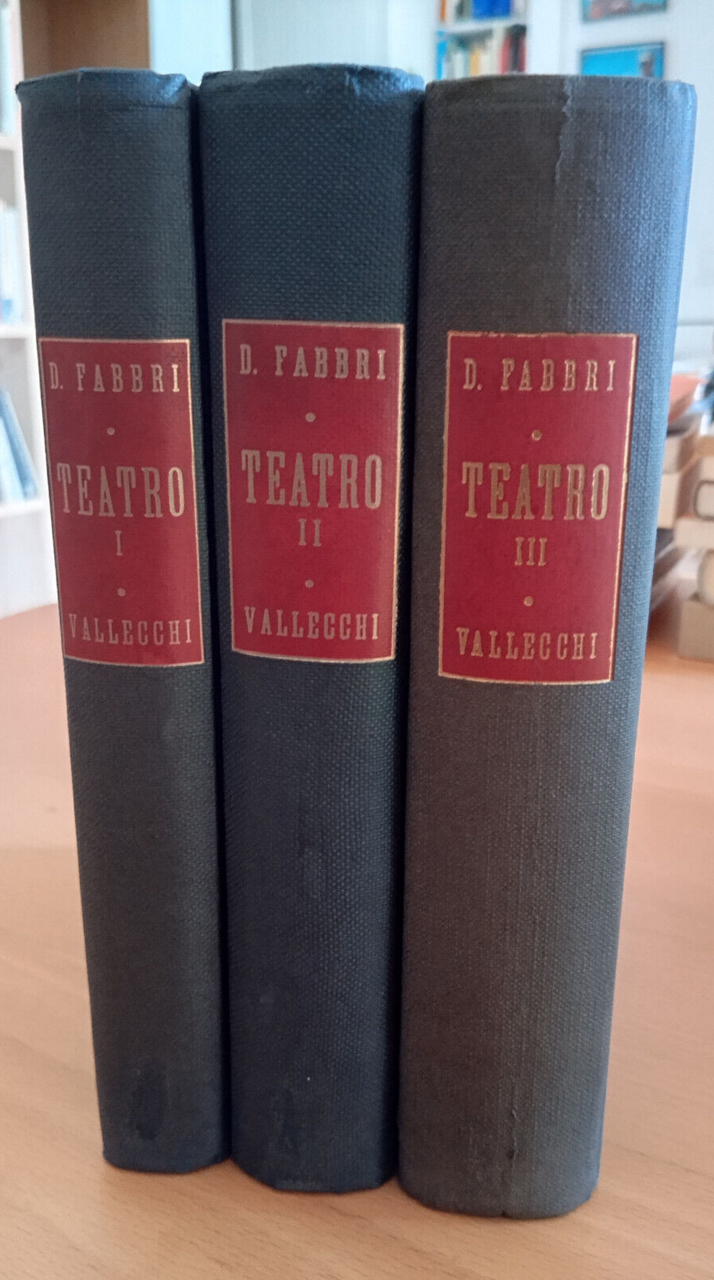 D. FABBRI
TEATRO
I
VALLECCHI
D. FABBRI
TEATRO
II
VALLECCHI
D. FABBRI
TEATRO
III
VALLECCHI